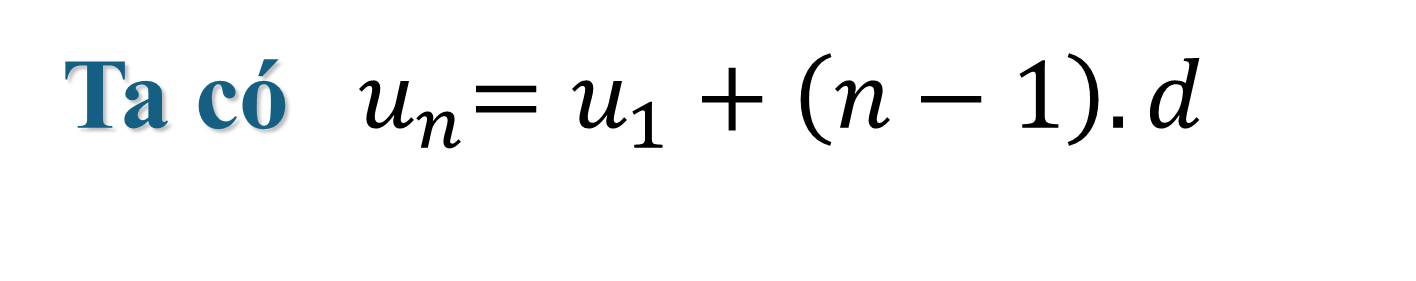 Ta có uₙ= u₁ + (n − 1). d